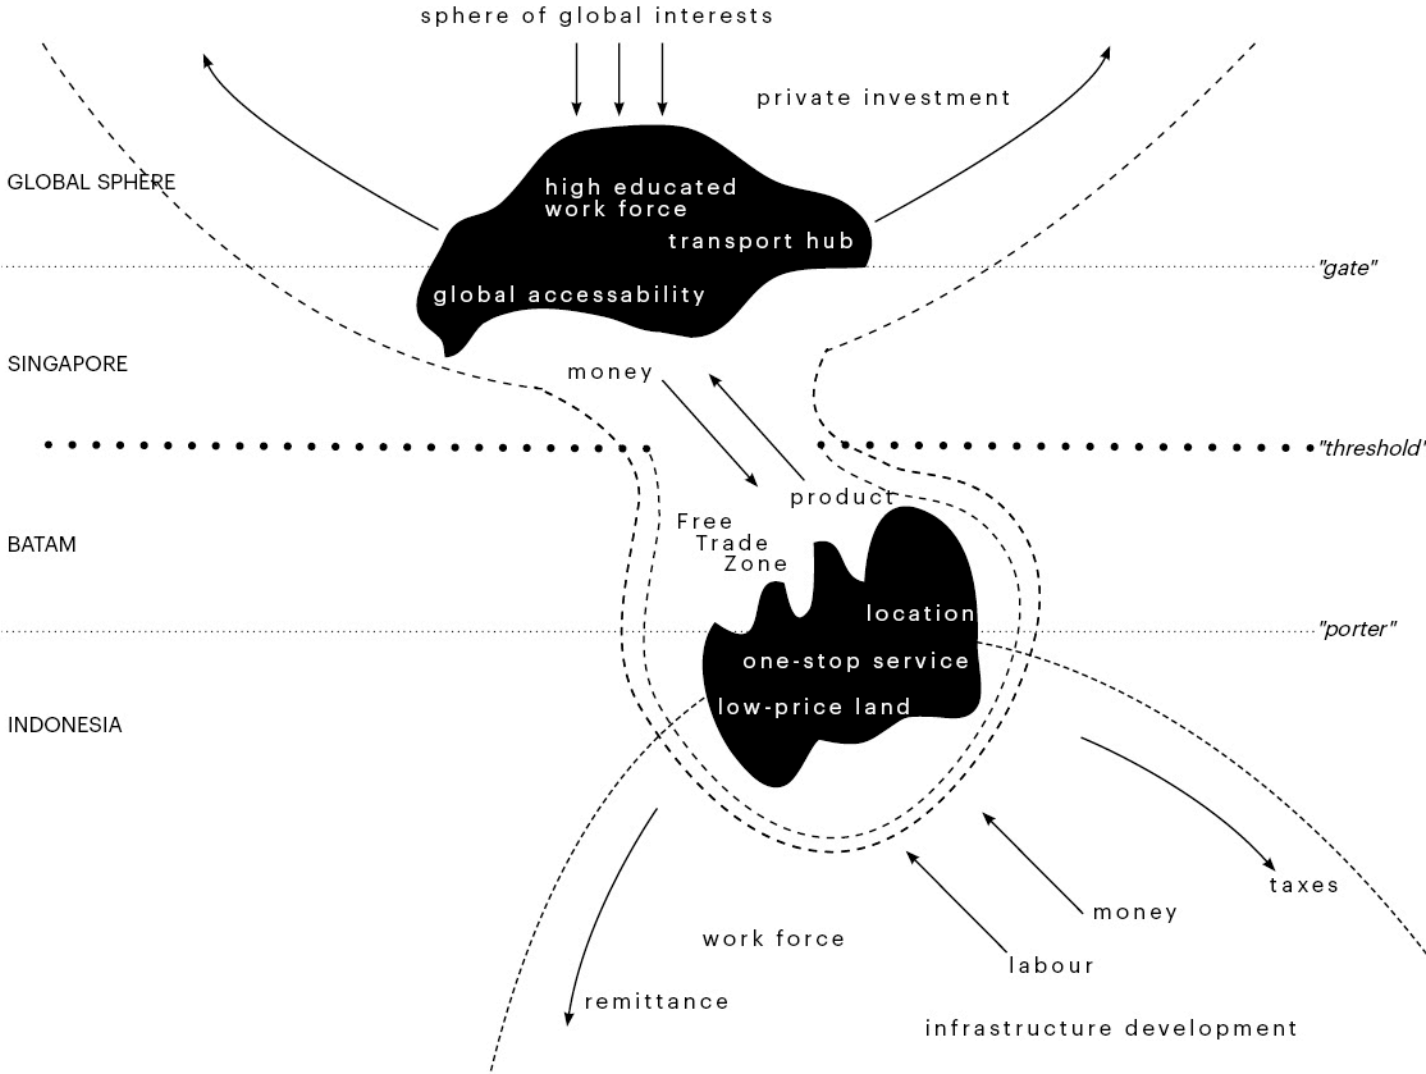 sphere of global interests
private investment
GLOBAL SPHERE
high educated
work force
transport hub
"gate"
global accessability
SINGAPORE
money
"threshold"
product
Free
Trade
Zone
BATAM
location
"porter"
one-stop service
low-price land
INDONESIA
taxes
money
work force
labour
remittance
infrastructure development